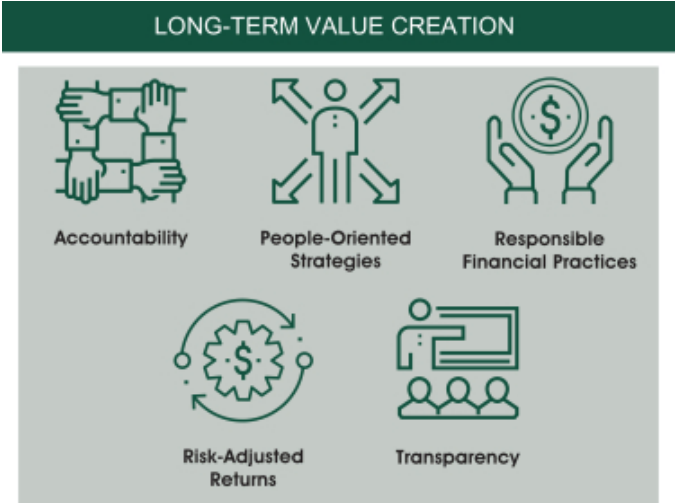 LONG-TERM VALUE CREATION
Accountability
People-Oriented
Strategies
Responsible
Financial Practices
$
$
Risk-Adjusted
Returns
Transparency